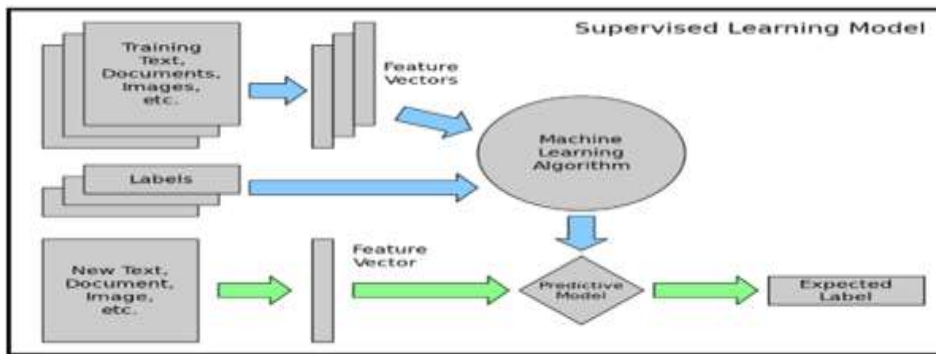 Supervised Learning Model
Training
Text,
Documents,
Images,
etc.
Feature
Vectors
Machine
Learning
Algorithm
Labels
New Text,
Document,
Image,
etc.
Feature
Vector
Predictive
Model
Expected
Label